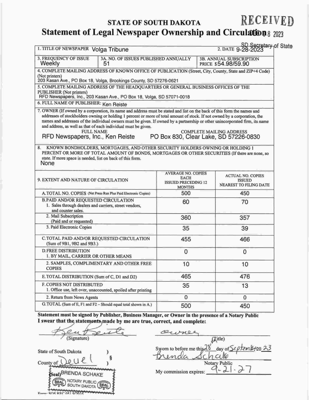 RECEIVED
STATE OF SOUTH DAKOTA
Statement of Legal Newspaper Ownership and Circulation
2023
SD Secretary of State
1. TITLE OF NEWSPAPER Volga Tribune
2. DATE 9-28-2023
3. FREQUENCY OF ISSUE
Weekly
3A. NO. OF ISSUES PUBLISHED ANNUALLY
51
3B. ANNUAL SUBSCRIPTION
PRICE $54.98/59.90
4. COMPLETE MAILING ADDRESS OF KNOWN OFFICE OF PUBLICATION (Street, City, County, State and ZIP+4 Code)
(Not printers)
203 Kasan Ave., PO Box 18, Volga, Brookings County, SD 57276-0621
5. COMPLETE MAILING ADDRESS OF THE HEADQUARTERS OR GENERAL BUSINESS OFFICES OF THE
PUBLISHER (Not printers)
RFD Newspapers, Inc., 203 Kasan Ave., PO Box 18, Volga, SD 57071-0018
6. FULL NAME OF PUBLISHER: Ken Reiste
7. OWNER (If owned by a corporation, its name and address must be stated and list on the back of this form the names and
addresses of stockholders owning or holding 1 percent or more of total amount of stock. If not owned by a corporation, the
names and addresses of the individual owners must be given. If owned by a partnership or other unincorporated firm, its name
and address, as well as that of each individual must be given.
FULL NAME
COMPLETE MAILING ADDRESS
RFD Newspapers, Inc., Ken Reiste
PO Box 830, Clear Lake, SD 57226-0830
8. KNOWN BONDHOLDERS, MORTGAGEES, AND OTHER SECURITY HOLDERS OWNING OR HOLDING 1
PERCENT OR MORE OF TOTAL AMOUNT OF BONDS, MORTGAGES OR OTHER SECURITIES (If there are none, so
state. If more space is needed, list on back of this form.
None
9. EXTENT AND NATURE OF CIRCULATION
AVERAGE NO. COPIES
EACH
ISSUED PRECEDING 12
MONTHS
ACTUAL NO. COPIES
ISSUED
NEAREST TO FILING DATE
A. TOTAL NO. COPIES (Net Press Run Plus Paid Electronic Copies)
500
450
B. PAID AND/OR REQUESTED CIRCULATION
1. Sales through dealers and carriers, street vendors,
and counter sales.
60
70
2. Mail Subscription
(Paid and or requested)
360
357
3. Paid Electronic Copies
35
39
C. TOTAL PAID AND/OR REQUESTED CIRCULATION
(Sum of 9B1, 9B2 and 9B3.)
455
466
D. FREE DISTRIBUTION
1. BY MAIL, CARRIER OR OTHER MEANS
0
0
2. SAMPLES, COMPLIMENTARY AND OTHER FREE
COPIES
10
10
E. TOTAL DISTRIBUTION (Sum of C, D1 and D2)
465
476
F. COPIES NOT DISTRIBUTED
1. Office use, left over, unaccounted, spoiled after printing
35
13
2. Return from News Agents
0
0
G. TOTAL (Sum of E, F1 and F2 - Should equal total shown in A.)
500
450
Statement must be signed by Publisher, Business Manager, or Owner in the presence of a Notary Public
I swear that the statements made by me are true, correct, and complete:
Ken Reiste owner
(Signature) (Title)
State of South Dakota
Sworn to before me this 28 day of September 23
County of Deuel
Brenda Schake
Notary Public
(Seal) BRENDA SCHAKE
NOTARY PUBLIC
SOUTH DAKOTA
My commission expires: 9-21-27